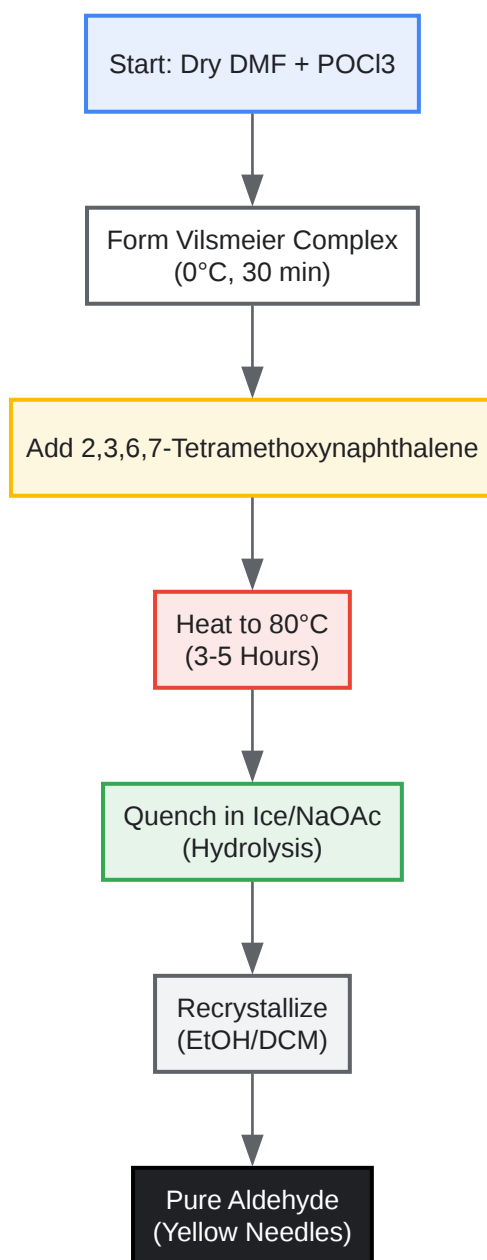 Start: Dry DMF + POCl3
Form Vilsmeier Complex
(0°C, 30 min)
Add 2,3,6,7-Tetramethoxynaphthalene
Heat to 80°C
(3-5 Hours)
Quench in Ice/NaOAc
(Hydrolysis)
Recrystallize
(EtOH/DCM)
Pure Aldehyde
(Yellow Needles)